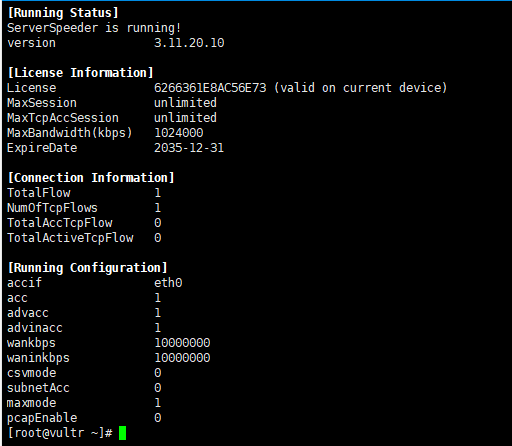 [Running Status]
ServerSpeeder is running!
version 3.11.20.10
[License Information]
License 6266361E8AC56E73 (valid on current device)
MaxSession unlimited
MaxTcpAccSession unlimited
MaxBandwidth(kbps) 1024000
ExpireDate 2035-12-31
[Connection Information]
TotalFlow 1
NumOfTcpFlows 1
TotalAccTcpFlow 0
TotalActiveTcpFlow 0
[Running Configuration]
accif eth0
acc 1
advacc 1
advinacc 1
wankbps 10000000
waninkbps 10000000
csvmode 0
subnetAcc 0
maxmode 1
pcapEnable 0
[root@vultr ~]#